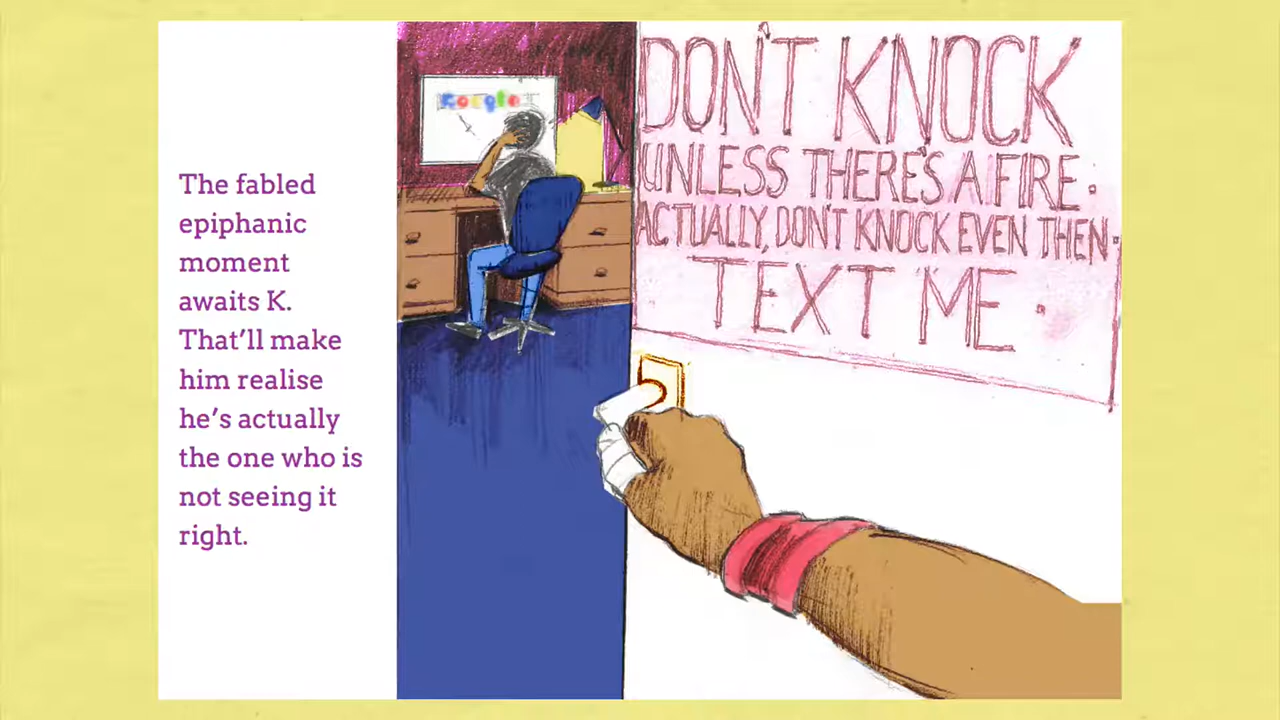 The fabled
epiphanic
moment
awaits K.
That’ll make
him realise
he’s actually
the one who is
not seeing it
right.
Google
DON'T KNOCK
UNLESS THERE'S A FIRE.
ACTUALLY, DON'T KNOCK EVEN THEN.
TEXT ME.